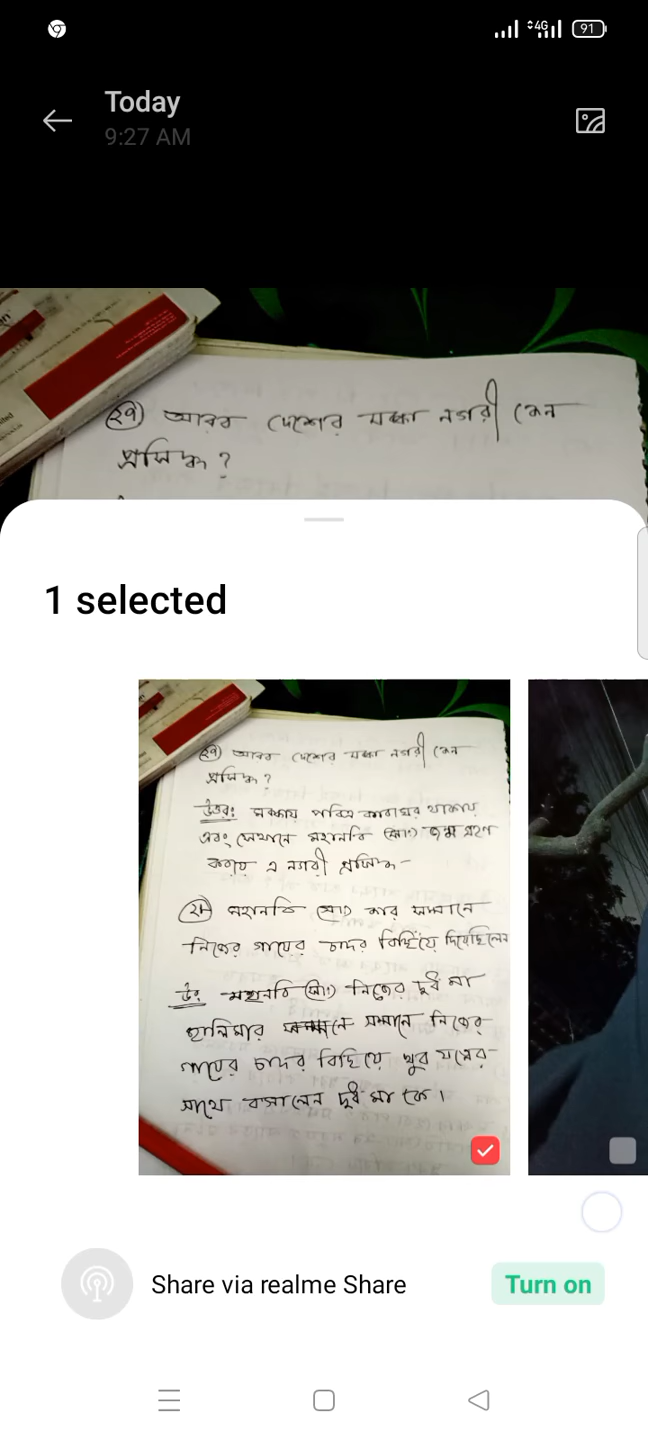 91
Today
9:27 AM
২৭) আরব দেশের মক্কা নগরী কেন
প্রসিদ্ধ?
1 selected
২৭) আরব দেশের মক্কা নগরী কেন
প্রসিদ্ধ?
উত্তর: মক্কায় পবিত্র কাবাঘর থাকায়
এবং সেখানে মহানবি (সাঃ) জন্ম গ্রহণ
করায় এ নগরী প্রসিদ্ধ-
২৮) মহানবি (সাঃ) কার সম্মানে
নিজের গায়ের চাদর বিছিয়ে দিয়েছিলেন
উঃ মহানবি (সাঃ) নিজের দুধ মা
হালিমার সম্মানে নিজের
গায়ের চাদর বিছিয়ে খুব যত্নের
সাথে বসালেন দুধ মা কে।
Share via realme Share
Turn on